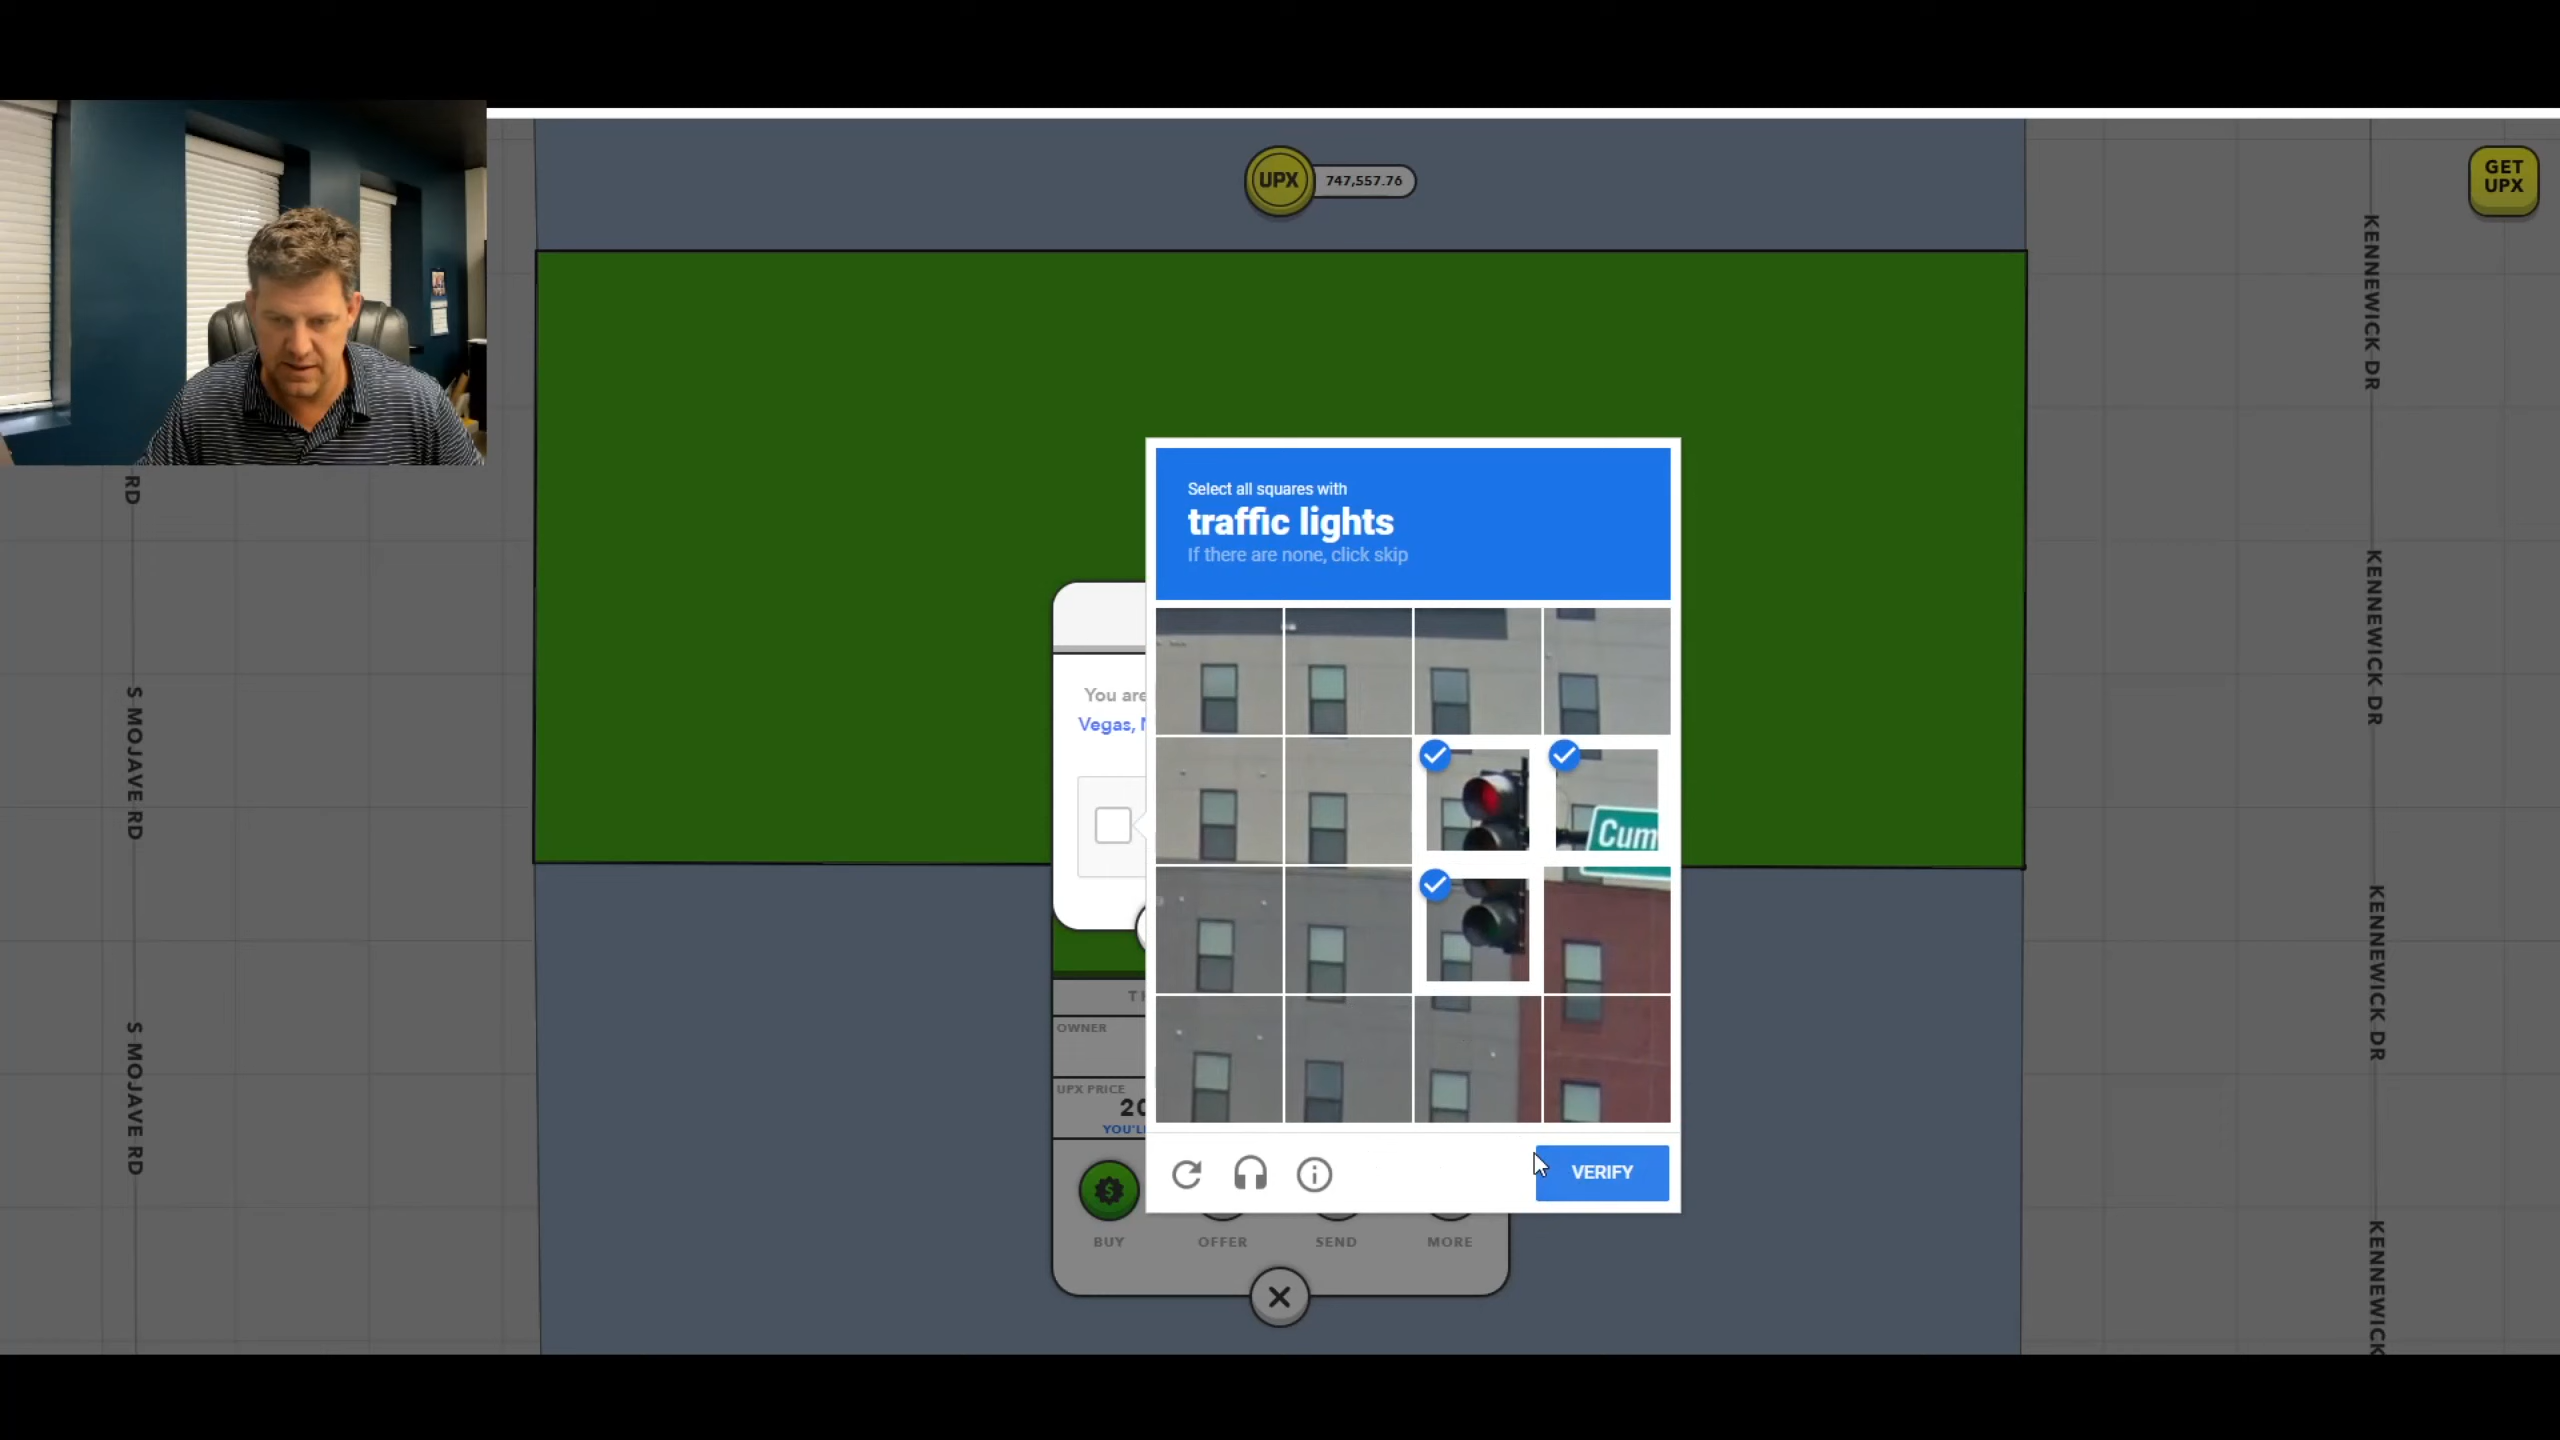 UPX 747,557.76
GET
UPX
KENNEWICK DR
RD
Select all squares with
traffic lights
If there are none, click skip
KENNEWICK DR
You are
Vegas,
S MOJAVE RD
Cum
KENNEWICK DR
OWNER
UPX PRICE
20
S MOJAVE RD
VERIFY
BUY OFFER SEND MORE
KENNEWICK